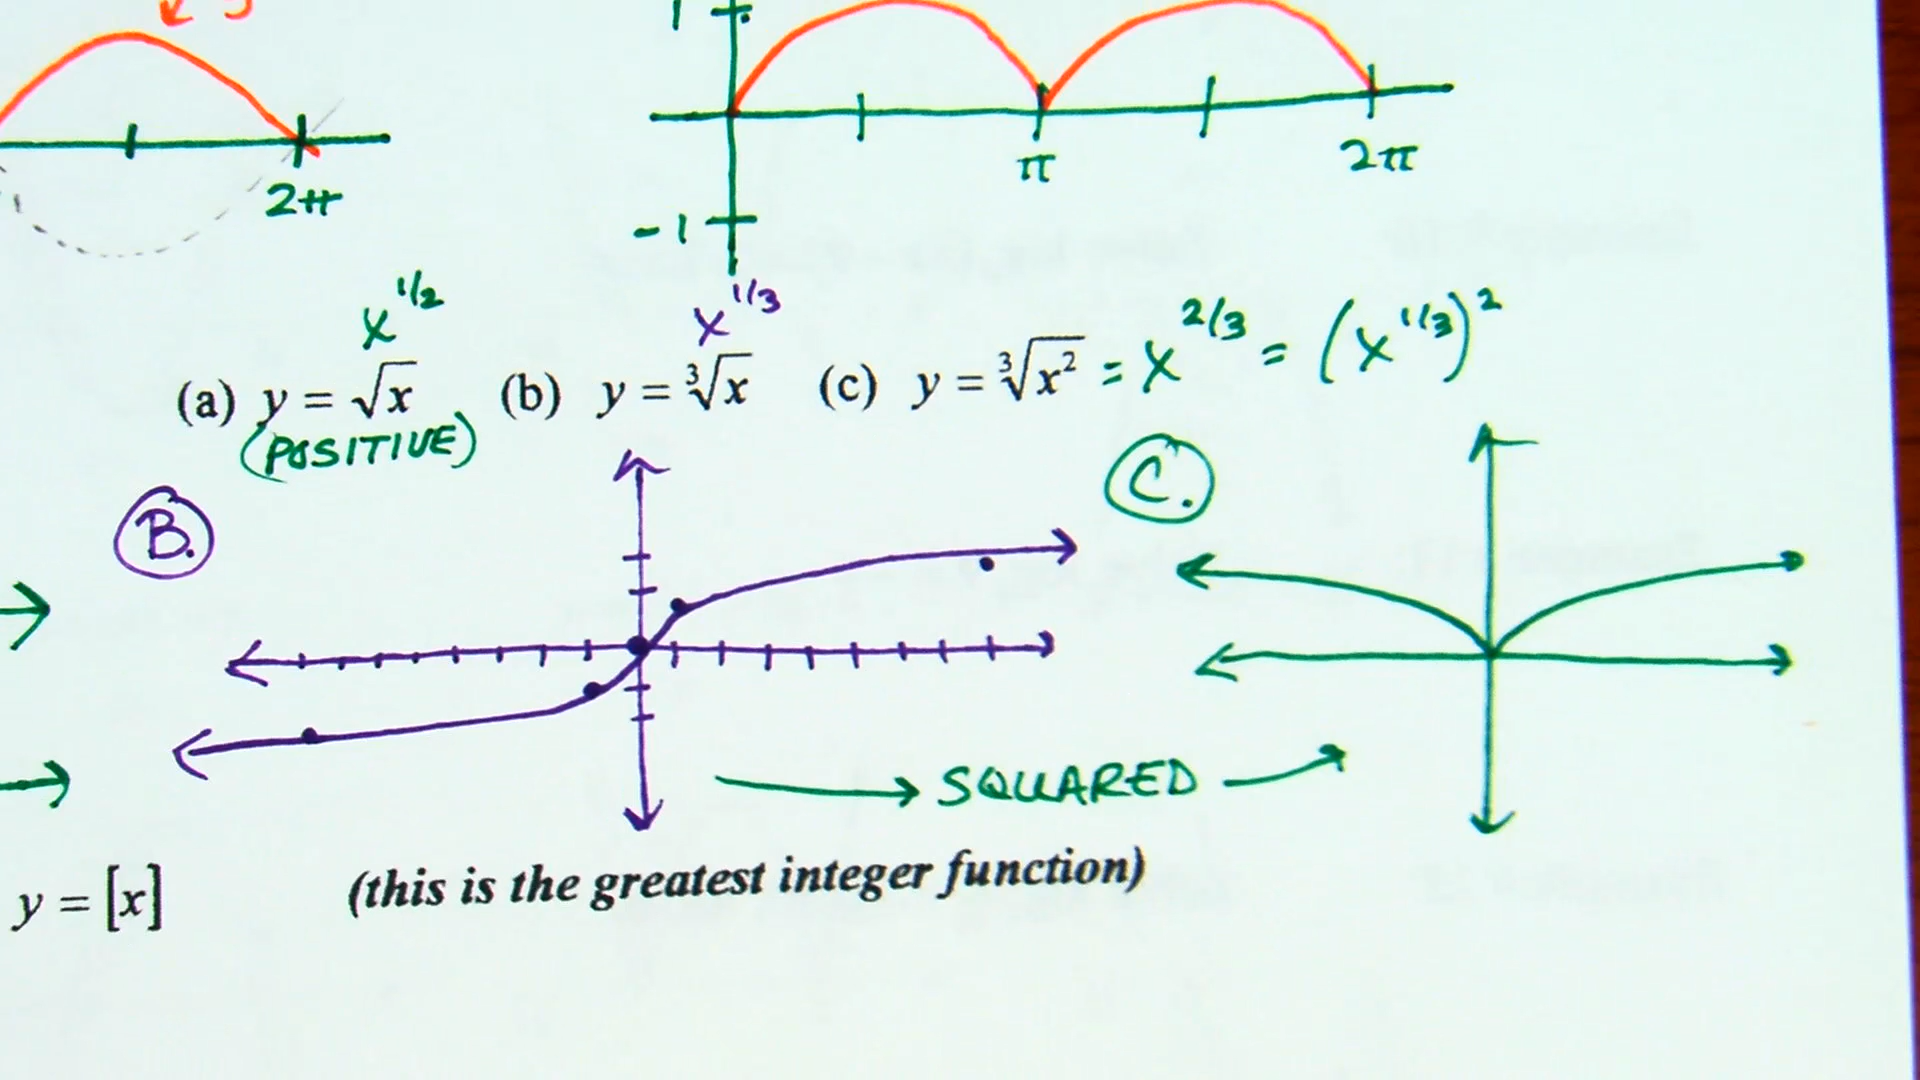 1
π
2π
2π
-1
x^1/2
x^1/3
(a) y = √x (b) y = ∛x (c) y = ∛x² = x^2/3 = (x^1/3)^2
(POSITIVE)
B.
C.
SQUARED
y = [x] (this is the greatest integer function)